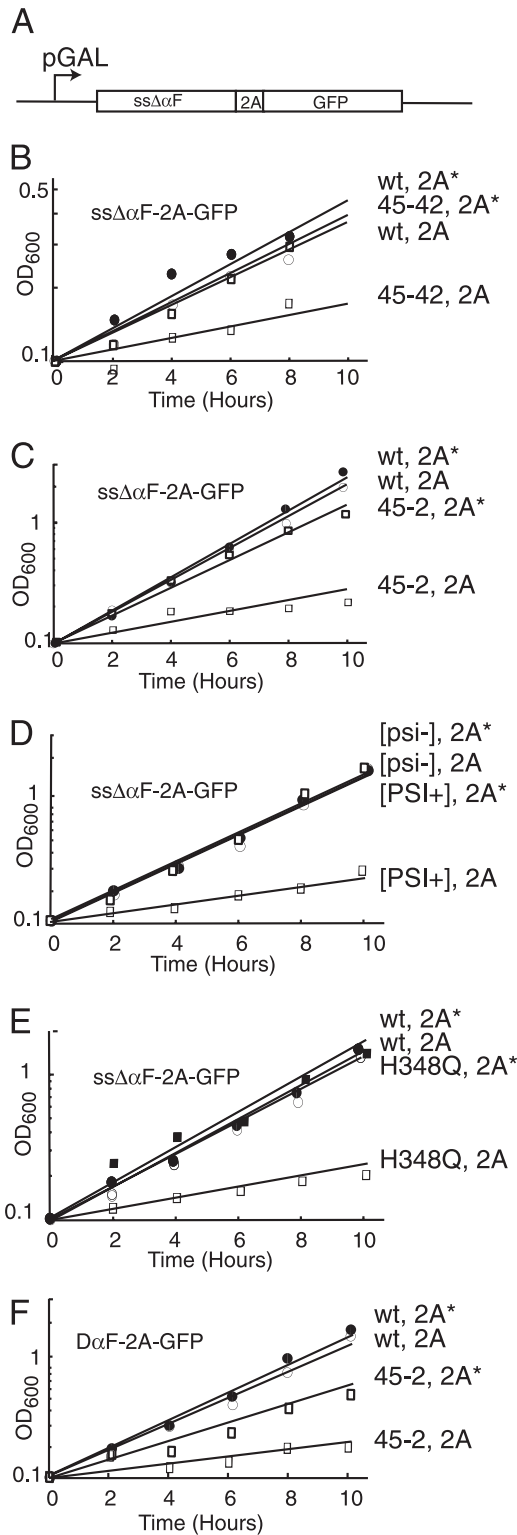 A
pGAL
ssΔαF 2A GFP
B
ssΔαF-2A-GFP
OD600
0.5
0.1
0 2 4 6 8 10
Time (Hours)
wt, 2A*
45-42, 2A*
wt, 2A
45-42, 2A
C
ssΔαF-2A-GFP
OD600
1
0.1
0 2 4 6 8 10
Time (Hours)
wt, 2A*
wt, 2A
45-2, 2A*
45-2, 2A
D
ssΔαF-2A-GFP
OD600
1
0.1
0 2 4 6 8 10
Time (Hours)
[psi-], 2A*
[psi-], 2A
[PSI+], 2A*
[PSI+], 2A
E
ssΔαF-2A-GFP
OD600
1
0.1
0 2 4 6 8 10
Time (Hours)
wt, 2A*
wt, 2A
H348Q, 2A*
H348Q, 2A
F
DαF-2A-GFP
OD600
1
0.1
0 2 4 6 8 10
Time (Hours)
wt, 2A*
wt, 2A
45-2, 2A*
45-2, 2A